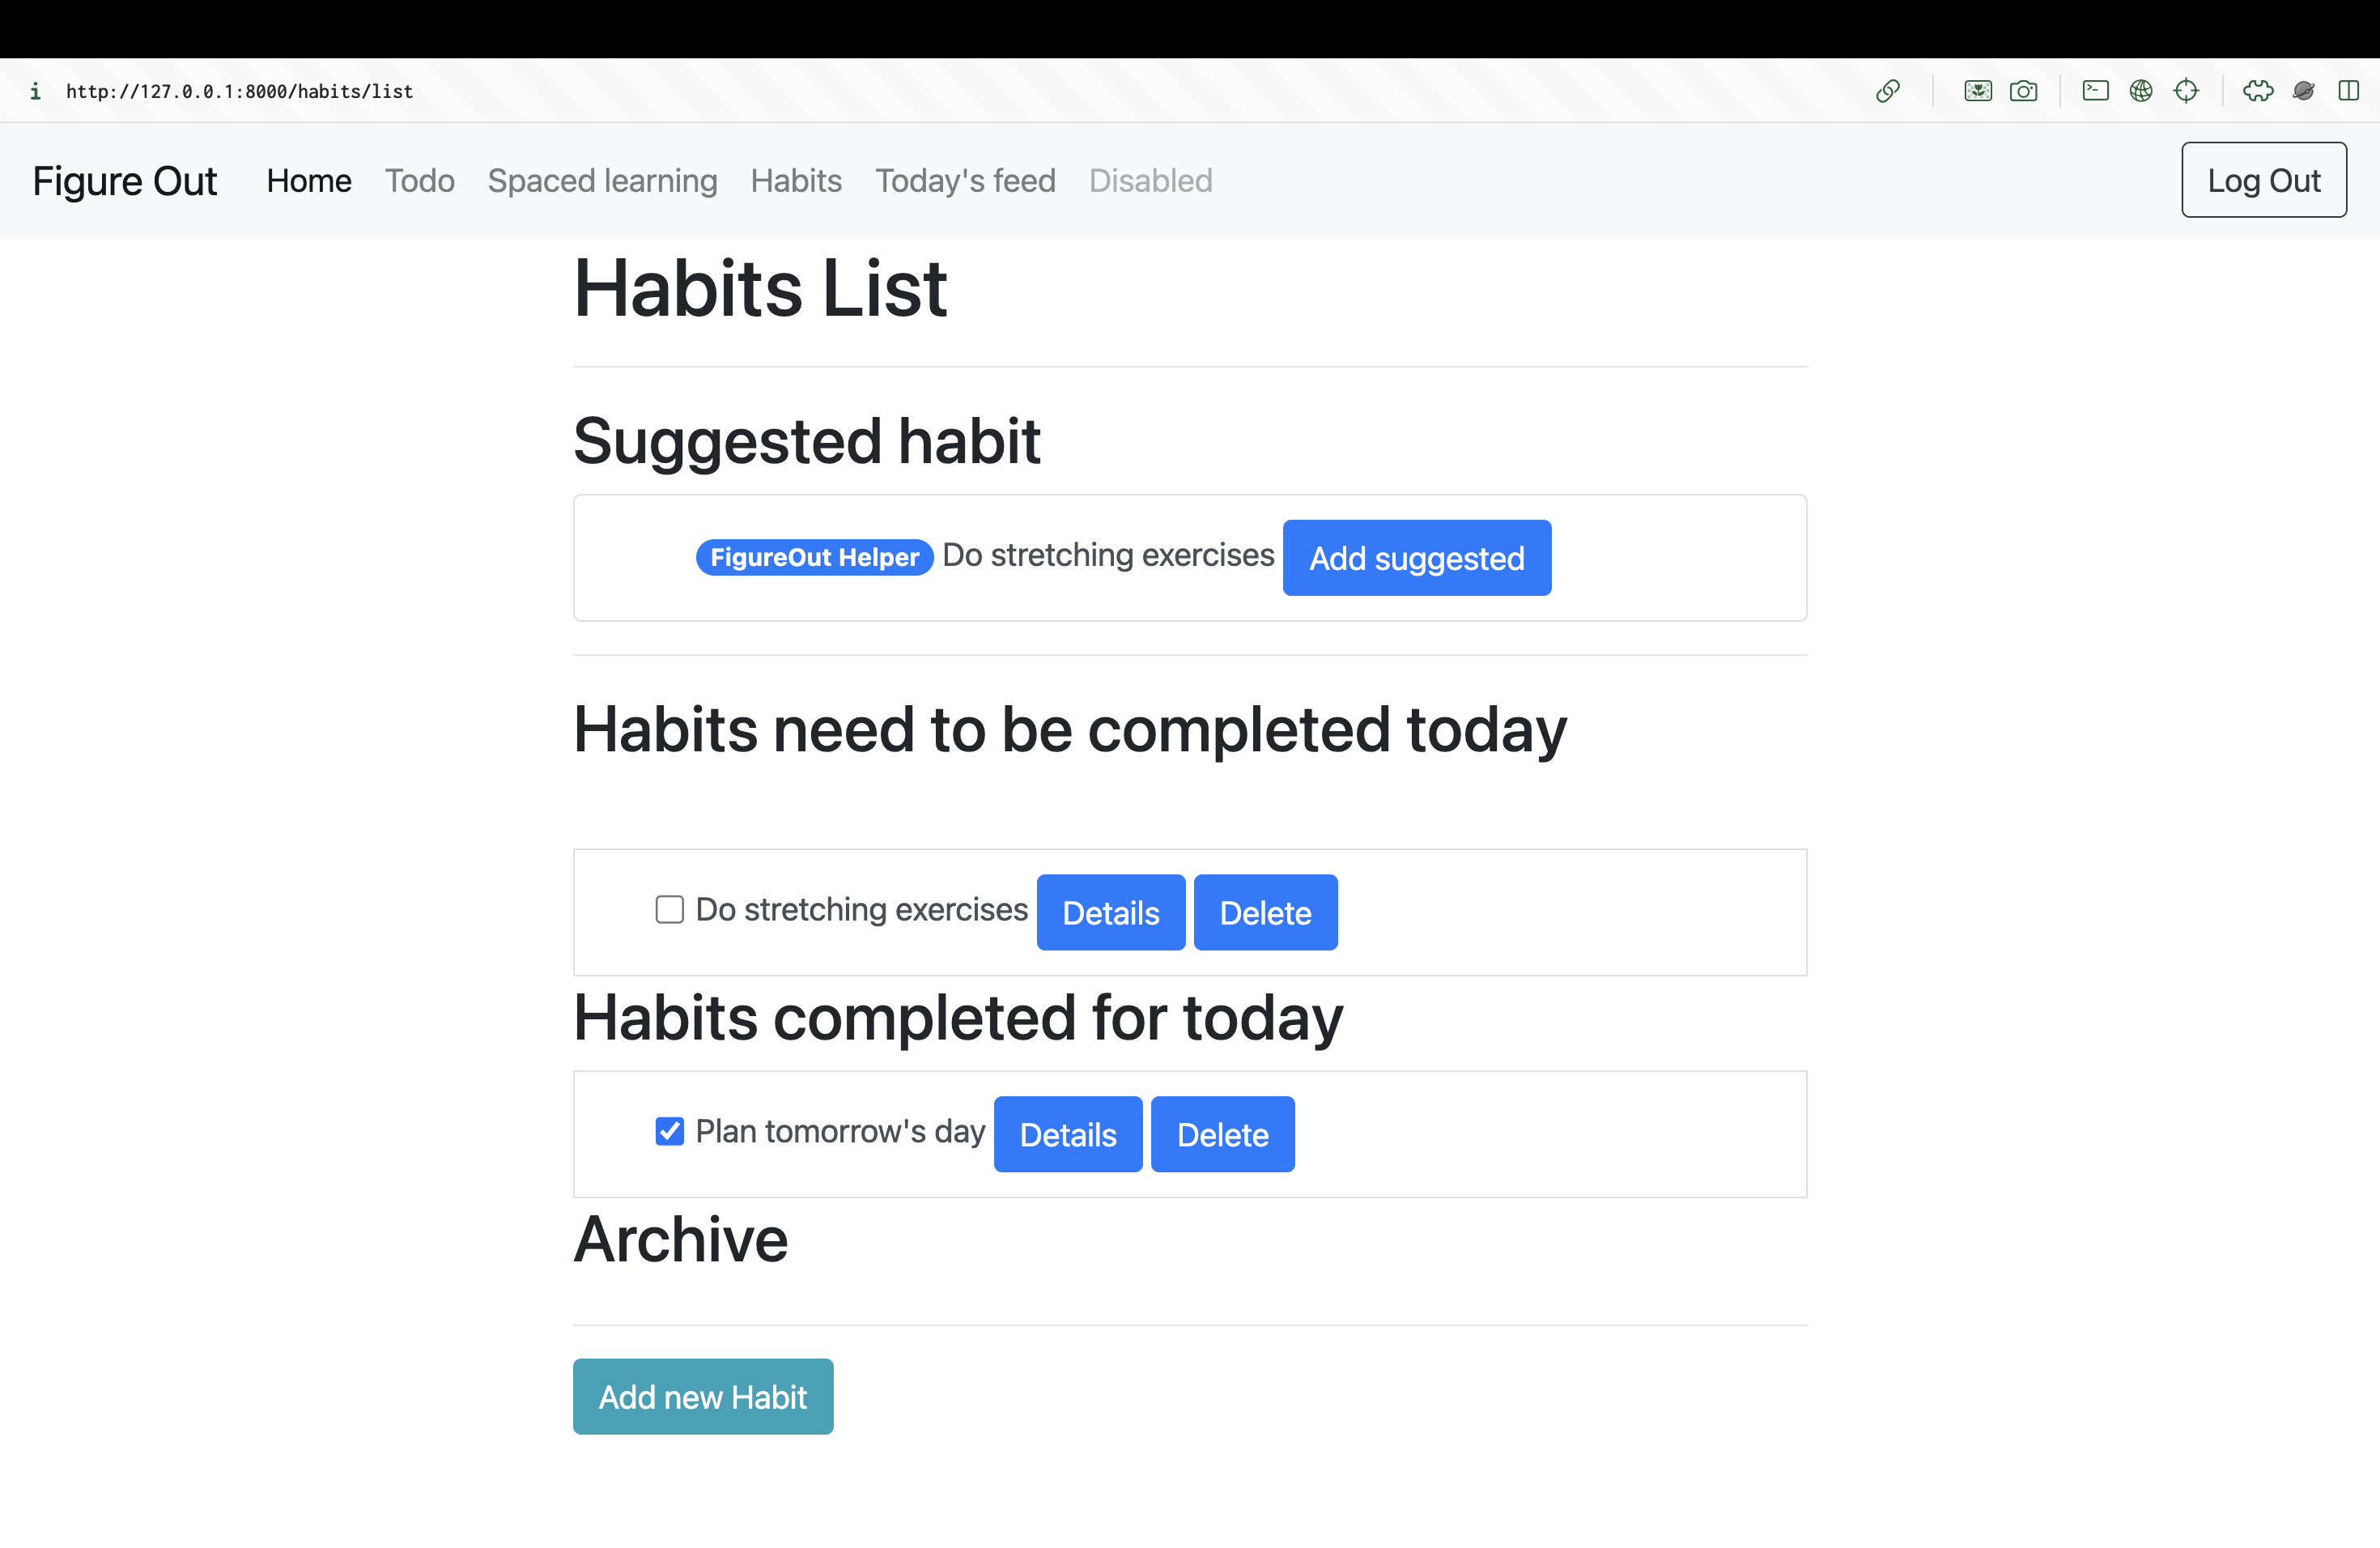 i http://127.0.0.1:8000/habits/list
Figure Out Home Todo Spaced learning Habits Today's feed Disabled Log Out
Habits List
Suggested habit
FigureOut Helper Do stretching exercises Add suggested
Habits need to be completed today
Do stretching exercises Details Delete
Habits completed for today
Plan tomorrow's day Details Delete
Archive
Add new Habit